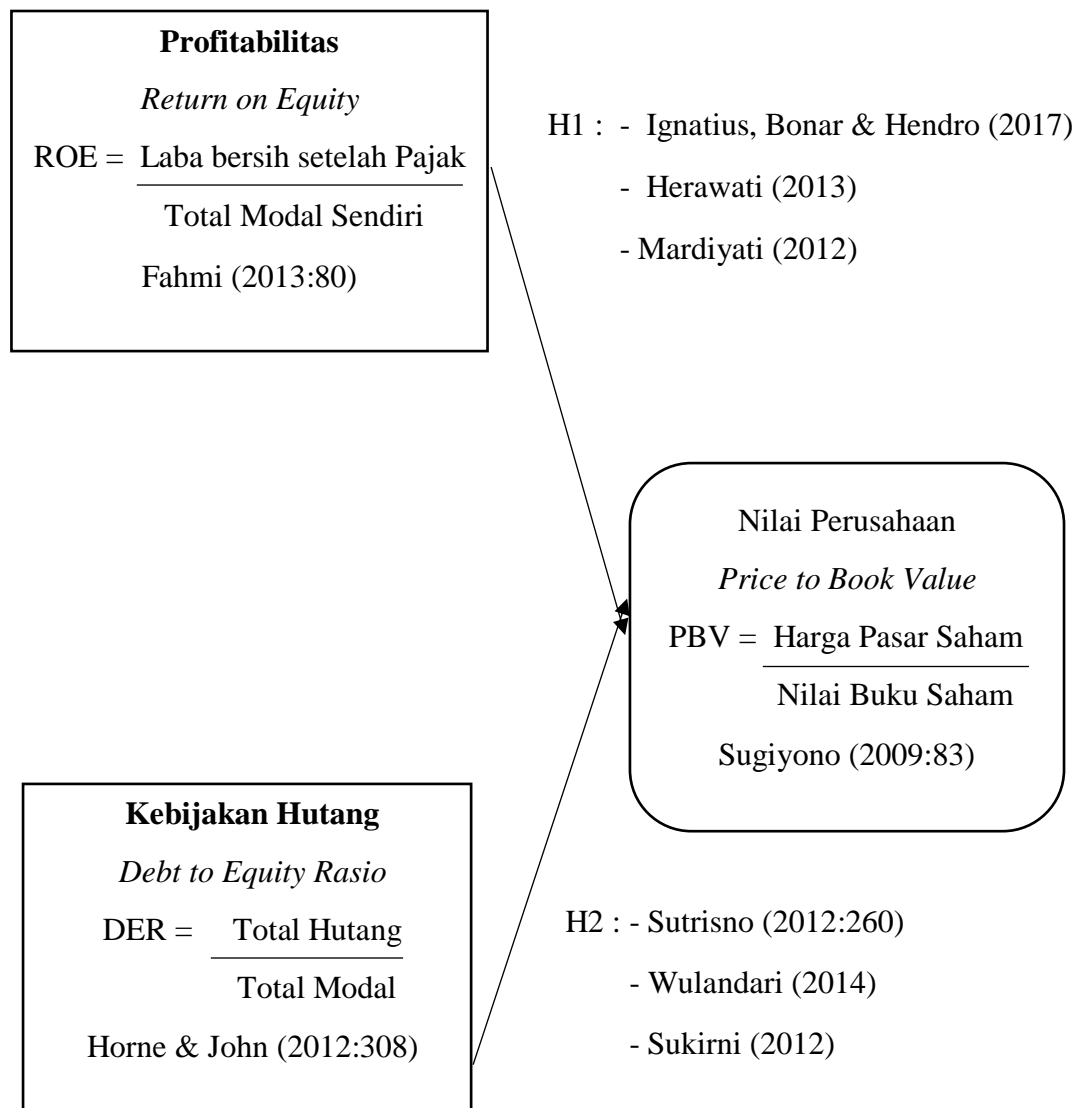 Profitabilitas
Return on Equity
ROE = Laba bersih setelah Pajak
Total Modal Sendiri
Fahmi (2013:80)
H1 : - Ignatius, Bonar & Hendro (2017)
- Herawati (2013)
- Mardiyati (2012)
Nilai Perusahaan
Price to Book Value
PBV = Harga Pasar Saham
Nilai Buku Saham
Sugiyono (2009:83)
Kebijakan Hutang
Debt to Equity Rasio
DER = Total Hutang
Total Modal
Horne & John (2012:308)
H2 : - Sutrisno (2012:260)
- Wulandari (2014)
- Sukirni (2012)